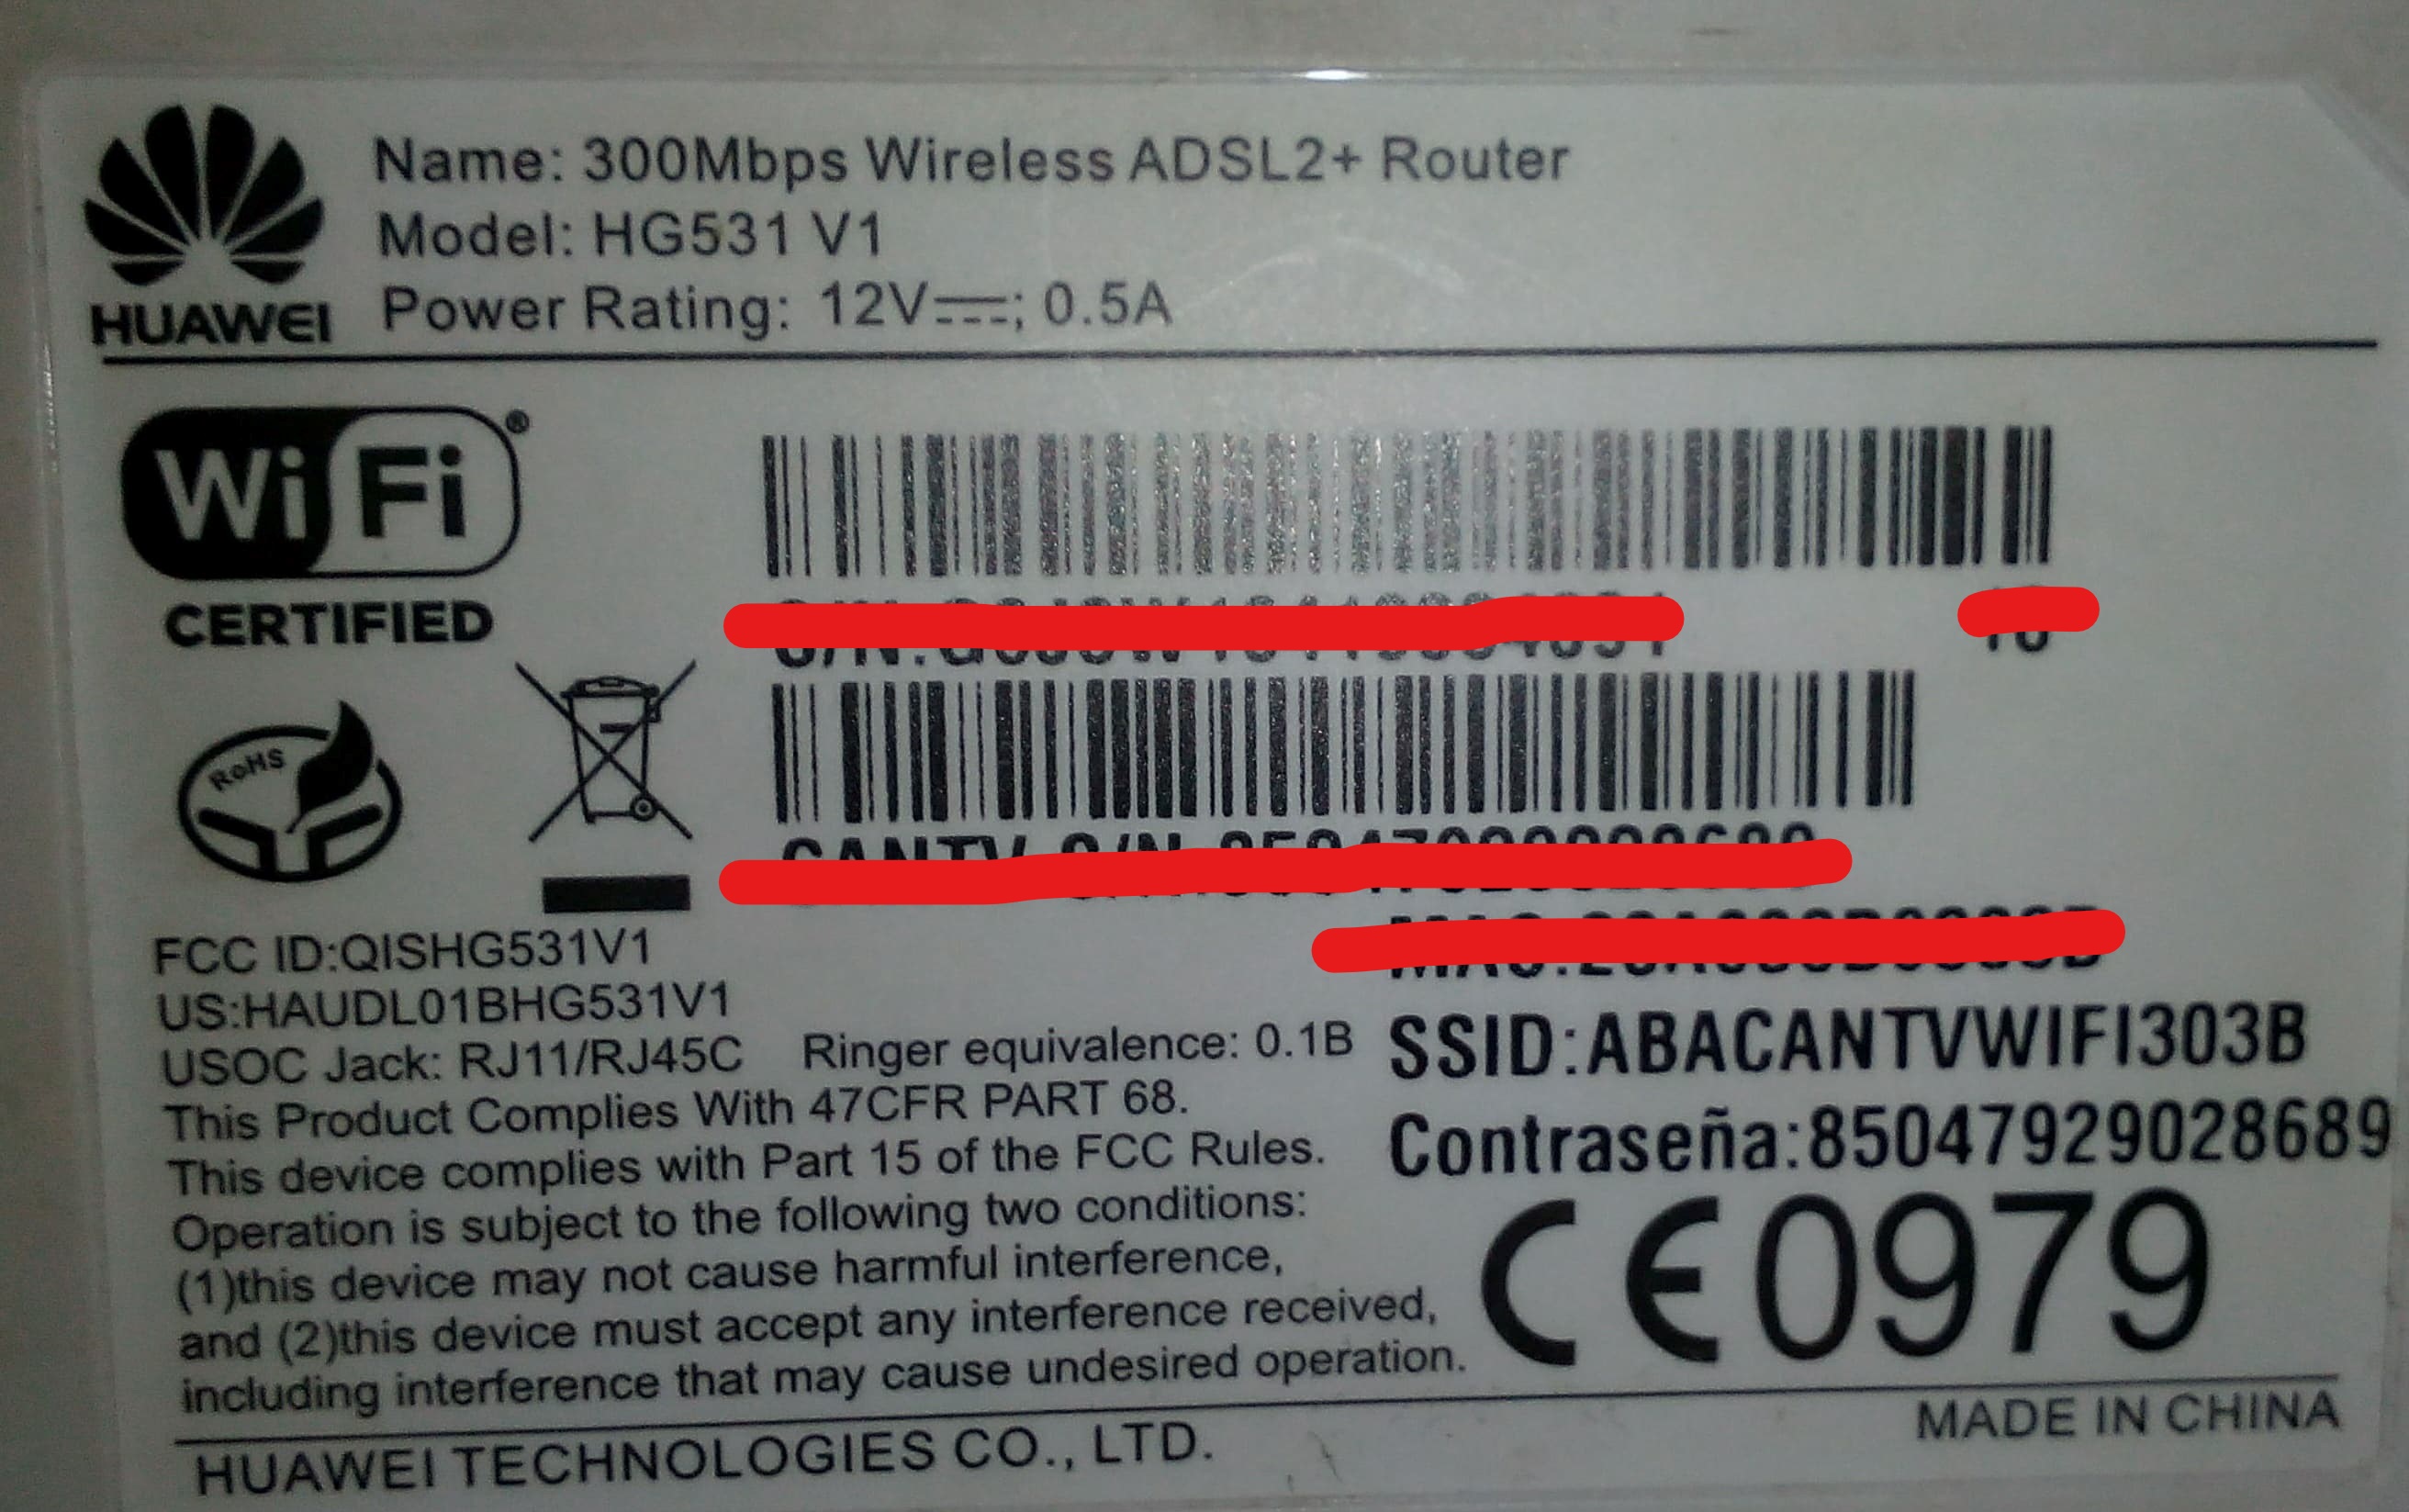 HUAWEI
Name: 300Mbps Wireless ADSL2+ Router
Model: HG531 V1
Power Rating: 12V⎓; 0.5A
Wi Fi®
CERTIFIED
RoHS
FCC ID:QISHG531V1
US:HAUDL01BHG531V1
USOC Jack: RJ11/RJ45C Ringer equivalence: 0.1B
This Product Complies With 47CFR PART 68.
This device complies with Part 15 of the FCC Rules.
Operation is subject to the following two conditions:
(1)this device may not cause harmful interference,
and (2)this device must accept any interference received,
including interference that may cause undesired operation.
SSID:ABACANTVWIFI303B
Contraseña:85047929028689
CE0979
HUAWEI TECHNOLOGIES CO., LTD.
MADE IN CHINA